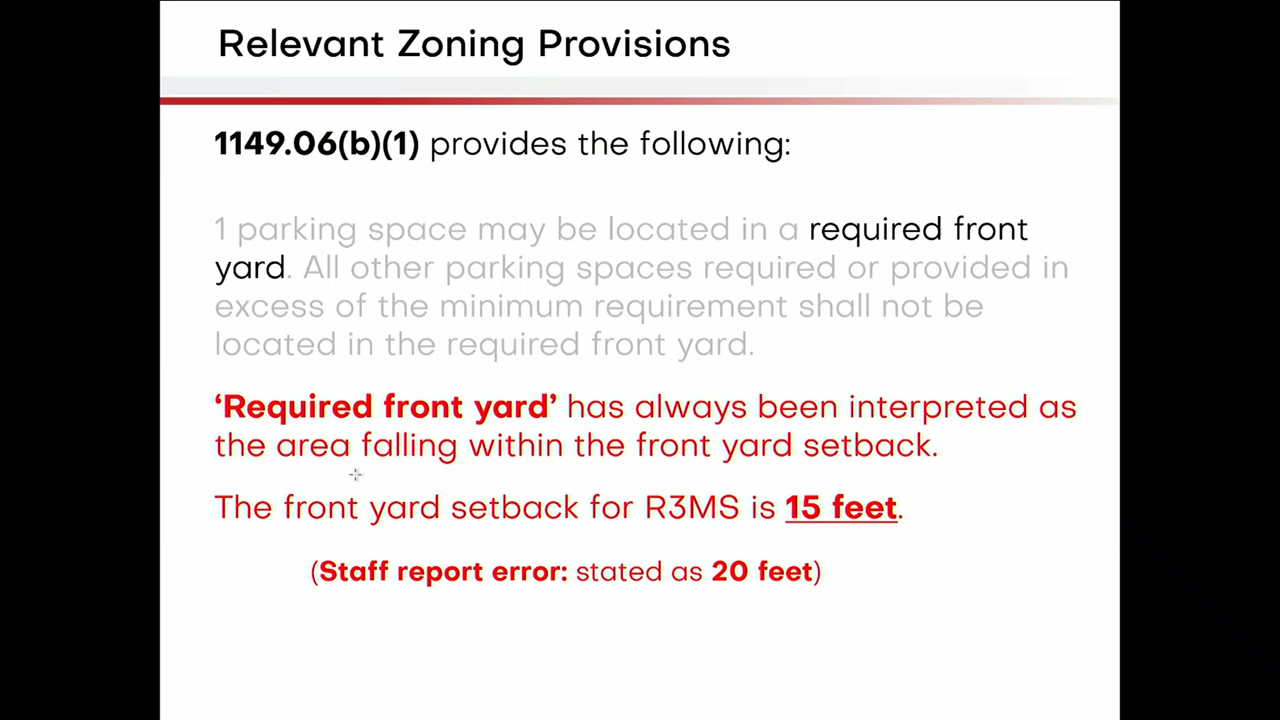 Relevant Zoning Provisions
1149.06(b)(1) provides the following:
1 parking space may be located in a required front
yard. All other parking spaces required or provided in
excess of the minimum requirement shall not be
located in the required front yard.
‘Required front yard’ has always been interpreted as
the area falling within the front yard setback.
The front yard setback for R3MS is 15 feet.
(Staff report error: stated as 20 feet)